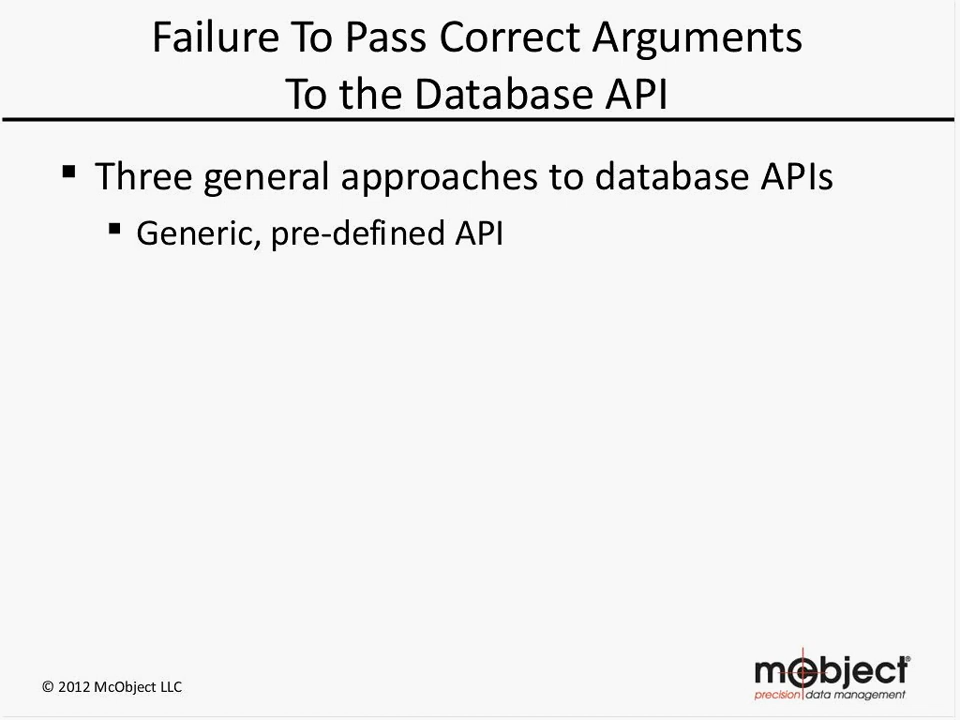 Failure To Pass Correct Arguments
To the Database API
▪ Three general approaches to database APIs
▪ Generic, pre-defined API
© 2012 McObject LLC
mcobject®
precision data management